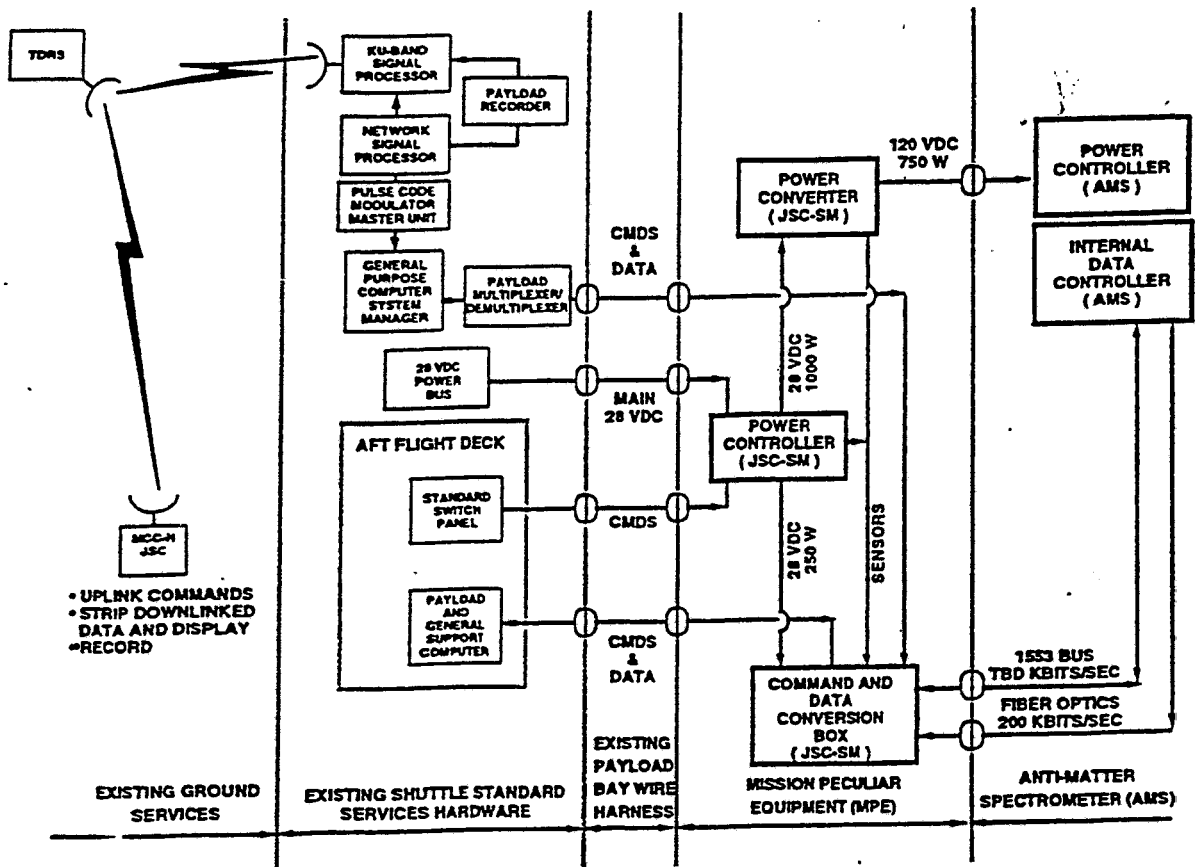 TDRS
KU-BAND
SIGNAL
PROCESSOR
PAYLOAD
RECORDER
NETWORK
SIGNAL
PROCESSOR
PULSE CODE
MODULATOR
MASTER UNIT
GENERAL
PURPOSE
COMPUTER
SYSTEM
MANAGER
PAYLOAD
MULTIPLEXER/
DEMULTIPLEXER
28 VDC
POWER
BUS
AFT FLIGHT DECK
STANDARD
SWITCH
PANEL
PAYLOAD
AND
GENERAL
SUPPORT
COMPUTER
MCC-H
JSC
• UPLINK COMMANDS
• STRIP DOWNLINKED
DATA AND DISPLAY
• RECORD
CMDS
&
DATA
MAIN
28 VDC
CMDS
CMDS
&
DATA
POWER
CONVERTER
(JSC-SM)
120 VDC
750 W
28 VDC
1000 W
POWER
CONTROLLER
(JSC-SM)
28 VDC
250 W
SENSORS
COMMAND AND
DATA
CONVERSION
BOX
(JSC-SM)
POWER
CONTROLLER
(AMS)
INTERNAL
DATA
CONTROLLER
(AMS)
1553 BUS
TBD KBITS/SEC
FIBER OPTICS
200 KBITS/SEC
EXISTING GROUND
SERVICES
EXISTING SHUTTLE STANDARD
SERVICES HARDWARE
EXISTING
PAYLOAD
BAY WIRE
HARNESS
MISSION PECULIAR
EQUIPMENT (MPE)
ANTI-MATTER
SPECTROMETER (AMS)